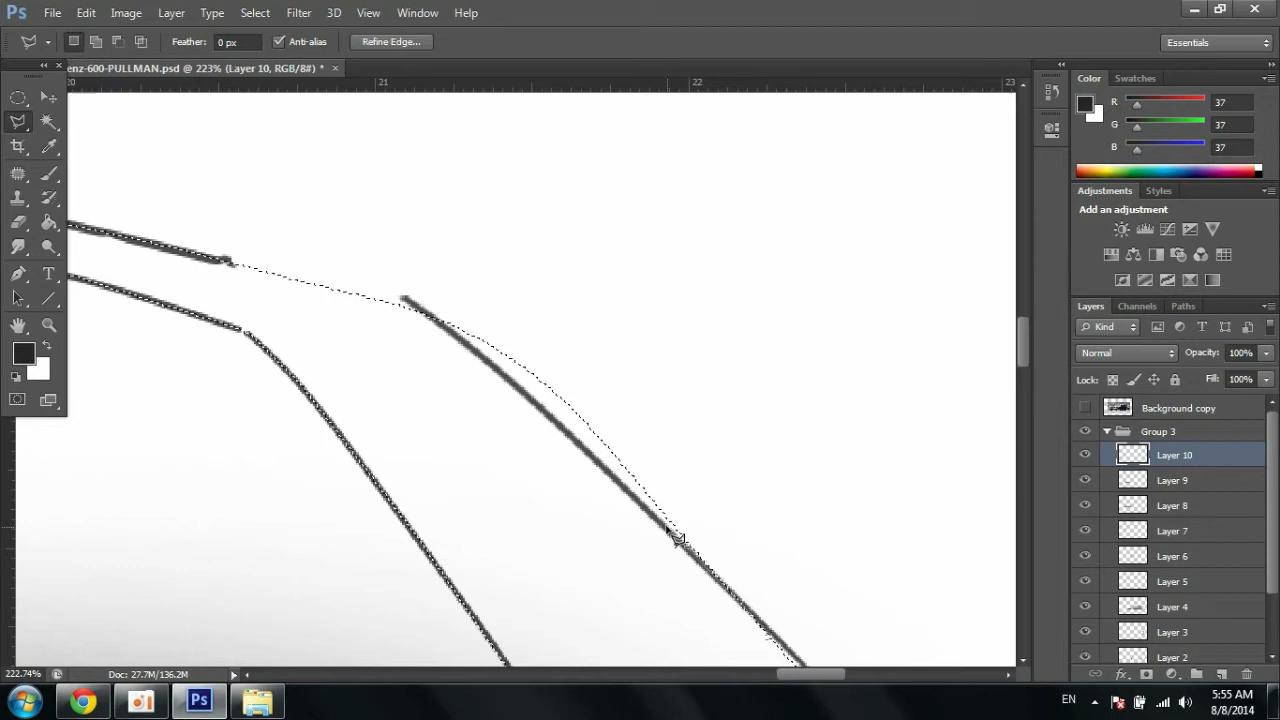 Ps File Edit Image Layer Type Select Filter 3D View Window Help
Feather: 0 px Anti-alias Refine Edge... Essentials
enz-600-PULLMAN.psd @ 223% (Layer 10, RGB/8#) * ×
20 21 22 23
Color Swatches
R 37
G 37
B 37
Adjustments Styles
Add an adjustment
Layers Channels Paths
Kind
Normal Opacity: 100%
Lock: Fill: 100%
Background copy
Group 3
Layer 10
Layer 9
Layer 8
Layer 7
Layer 6
Layer 5
Layer 4
Layer 3
Layer 2
222.74% Doc: 27.7M/136.2M
fx
Ps EN 5:55 AM
8/8/2014